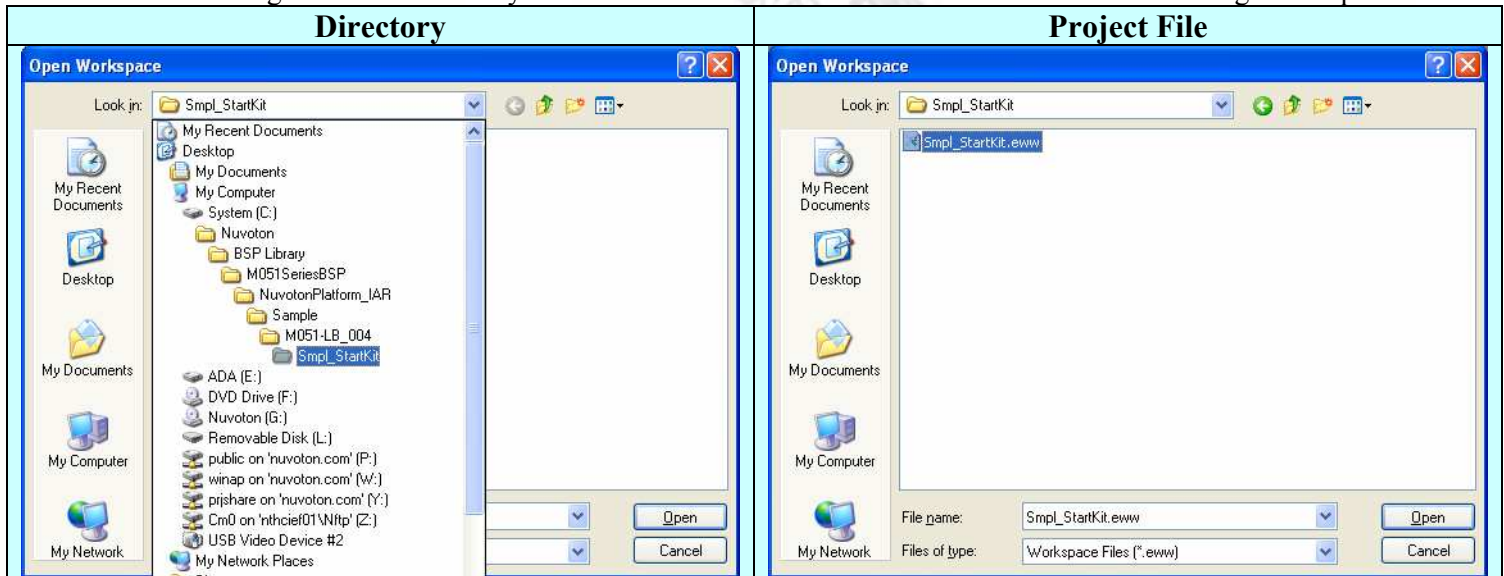 Directory
Project File
Open Workspace
Look in: Smpl_StartKit
My Recent Documents
Desktop
My Documents
My Computer
System (C:)
Nuvoton
BSP Library
M051SeriesBSP
NuvotonPlatform_IAR
Sample
M051-LB_004
Smpl_StartKit
ADA (E:)
DVD Drive (F:)
Nuvoton (G:)
Removable Disk (L:)
public on 'nuvoton.com' (P:)
winap on 'nuvoton.com' (W:)
prjshare on 'nuvoton.com' (Y:)
Cm0 on 'nthcief01\Nftp' (Z:)
USB Video Device #2
My Network Places
My Recent
Documents
Desktop
My Documents
My Computer
My Network
Open
Cancel
Open Workspace
Look in: Smpl_StartKit
Smpl_StartKit.eww
My Recent
Documents
Desktop
My Documents
My Computer
My Network
File name: Smpl_StartKit.eww
Open
Files of type: Workspace Files (*.eww)
Cancel